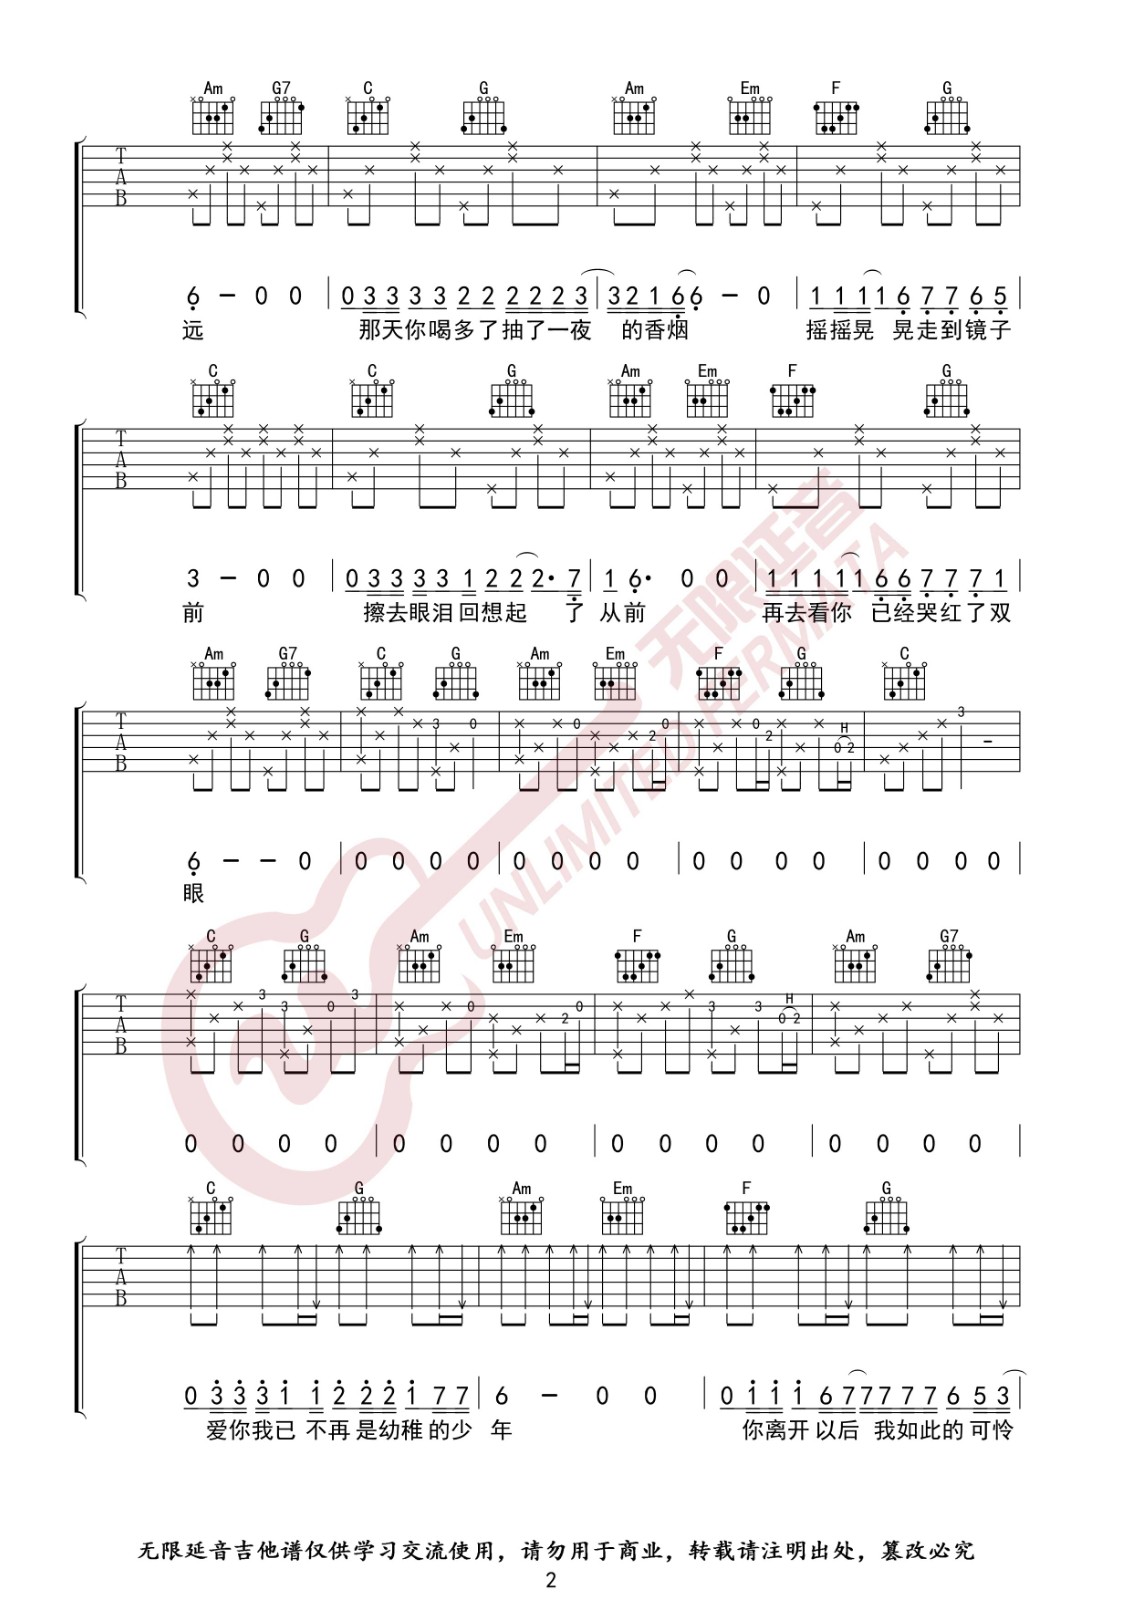 Am G7 C G Am Em F G
T
A
B
6 - 0 0 0 3 3 3 3 2 2 2 2 2 3 3 2 1 6 6 - 0 1 1 1 1 6 7 7 6 5
远 那天你喝多了抽了一夜 的香烟 摇摇晃 晃走到镜子
C C G Am Em F G
T
A
B
3 - 0 0 0 3 3 3 3 1 2 2 2· 7 1 6· 0 0 1 1 1 1 1 6 6 7 7 7 1
前 擦去眼泪回想起 了 从前 再去看你 已经哭红了双
Am G7 C G Am Em F G C
T
A
B
3 0 0 2 0 0 2 H 0 2 3 -
6 - - 0 0 0 0 0 0 0 0 0 0 0 0 0 0 0 0 0
眼
C G Am Em F G Am G7
T
A
B
3 3 0 3 0 2 0 3 3 H 0 2
0 0 0 0 0 0 0 0 0 0 0 0 0 0 0 0
C G Am Em F G
T
A
B
0 3 3 3 1 1 2 2 2 1 7 7 6 - 0 0 0 1 1 1 6 7 7 7 7 7 6 5 3
爱你我已 不再是幼稚的少 年 你离开以后 我如此的可怜
无限延音
UNLIMITED FERMATA
无限延音吉他谱仅供学习交流使用，请勿用于商业，转载请注明出处，篡改必究
2